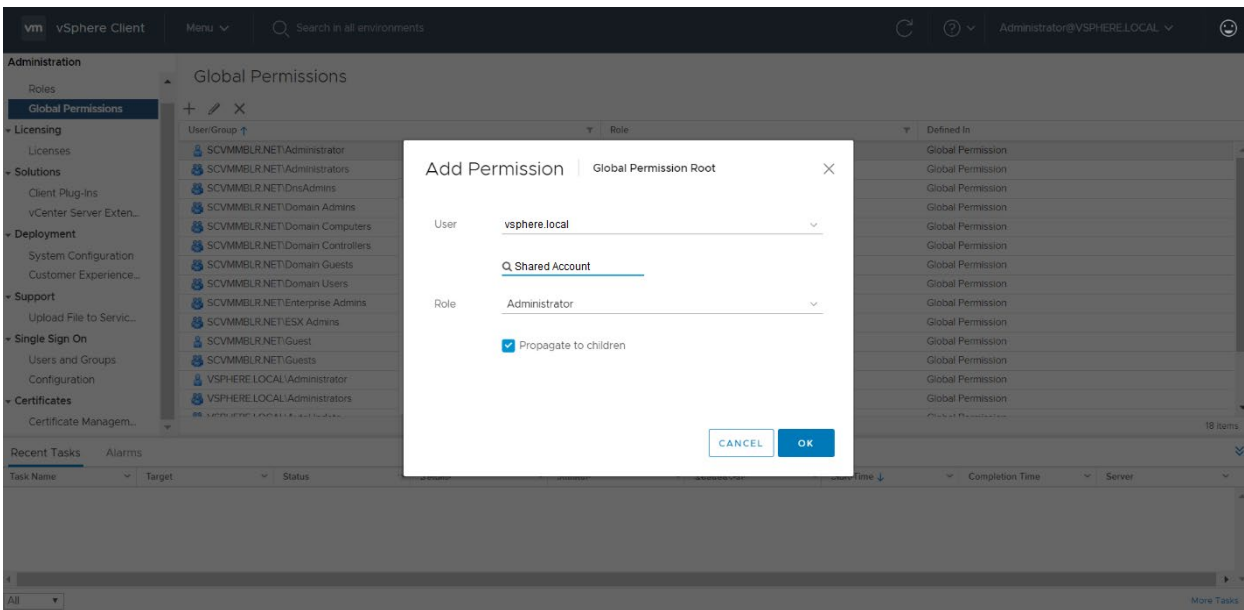 vm vSphere Client Menu Search in all environments Administrator@VSPHERE.LOCAL
Administration
Roles
Global Permissions
Licensing
Licenses
Solutions
Client Plug-Ins
vCenter Server Exten...
Deployment
System Configuration
Customer Experience...
Support
Upload File to Servic...
Single Sign On
Users and Groups
Configuration
Certificates
Certificate Managem...
Global Permissions
User/Group Role Defined In
SCVMMBLR.NET\Administrator Global Permission
SCVMMBLR.NET\Administrators Global Permission
SCVMMBLR.NET\DnsAdmins Global Permission
SCVMMBLR.NET\Domain Admins Global Permission
SCVMMBLR.NET\Domain Computers Global Permission
SCVMMBLR.NET\Domain Controllers Global Permission
SCVMMBLR.NET\Domain Guests Global Permission
SCVMMBLR.NET\Domain Users Global Permission
SCVMMBLR.NET\Enterprise Admins Global Permission
SCVMMBLR.NET\ESX Admins Global Permission
SCVMMBLR.NET\Guest Global Permission
SCVMMBLR.NET\Guests Global Permission
VSPHERE.LOCAL\Administrator Global Permission
VSPHERE.LOCAL\Administrators Global Permission
18 items
Add Permission Global Permission Root
User vsphere.local
Shared Account
Role Administrator
Propagate to children
CANCEL OK
Recent Tasks Alarms
Task Name Target Status Completion Time Server
All More Tasks